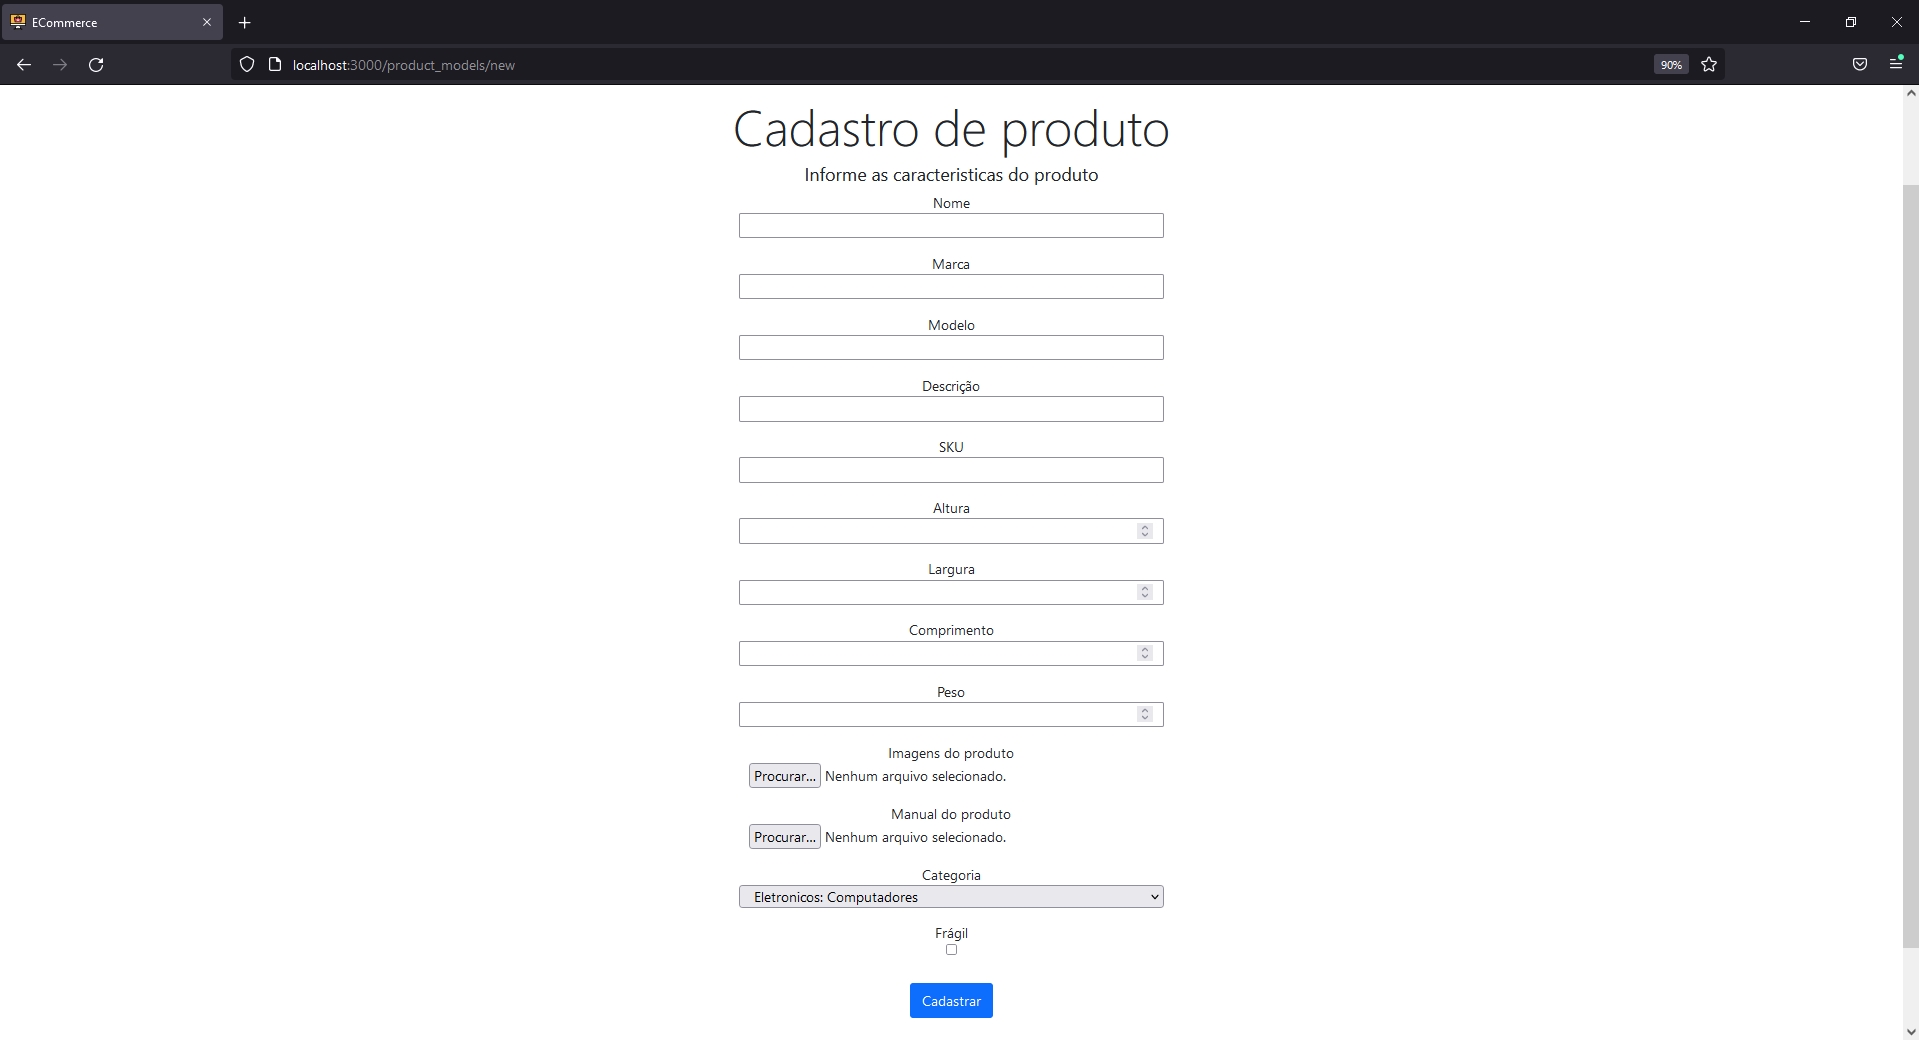 ECommerce
localhost:3000/product_models/new
90%
Cadastro de produto
Informe as caracteristicas do produto
Nome
Marca
Modelo
Descrição
SKU
Altura
Largura
Comprimento
Peso
Imagens do produto
Procurar... Nenhum arquivo selecionado.
Manual do produto
Procurar... Nenhum arquivo selecionado.
Categoria
Eletronicos: Computadores
Frágil
Cadastrar